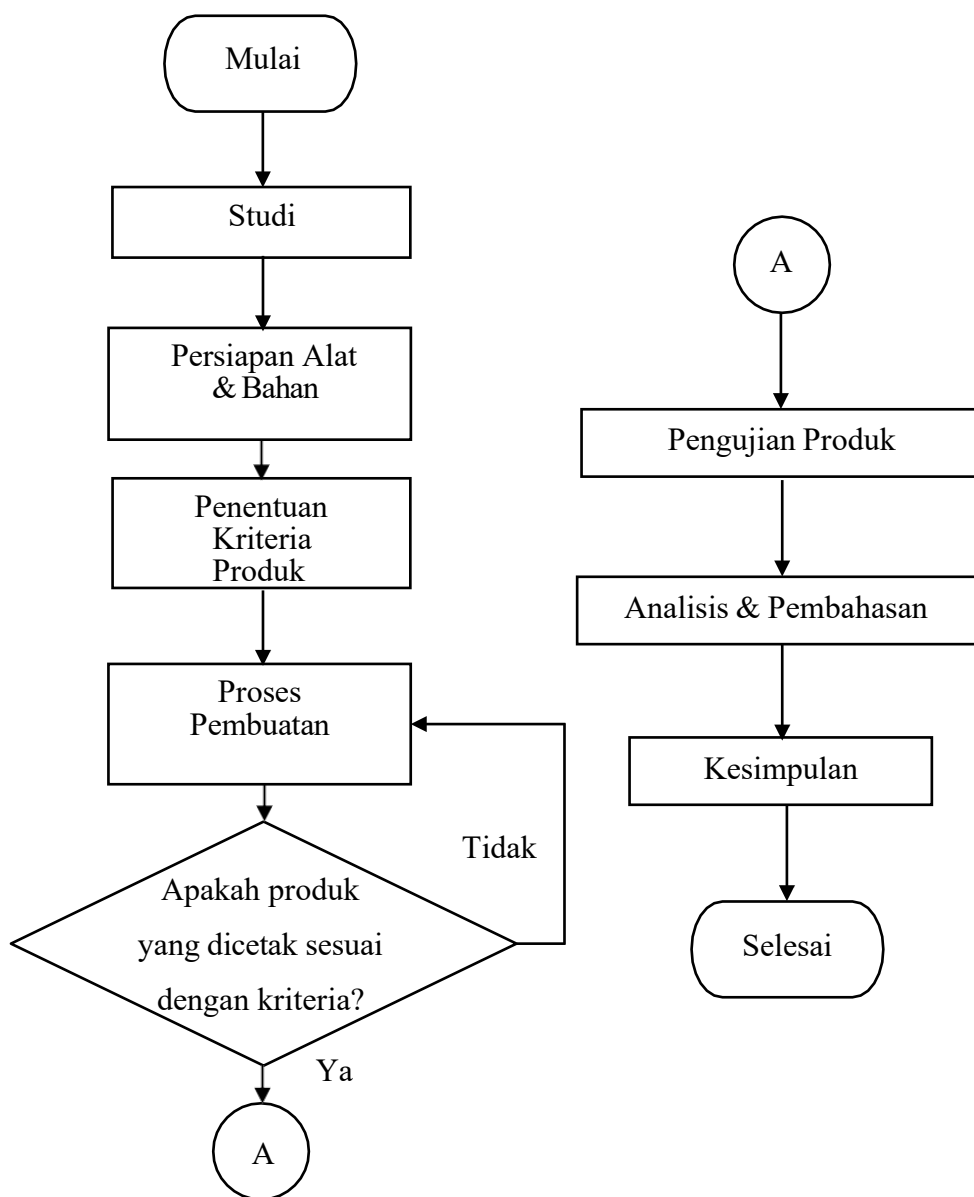 Mulai
Studi
Persiapan Alat
& Bahan
Penentuan
Kriteria
Produk
Proses
Pembuatan
Tidak
Apakah produk
yang dicetak sesuai
dengan kriteria?
Ya
A
A
Pengujian Produk
Analisis & Pembahasan
Kesimpulan
Selesai